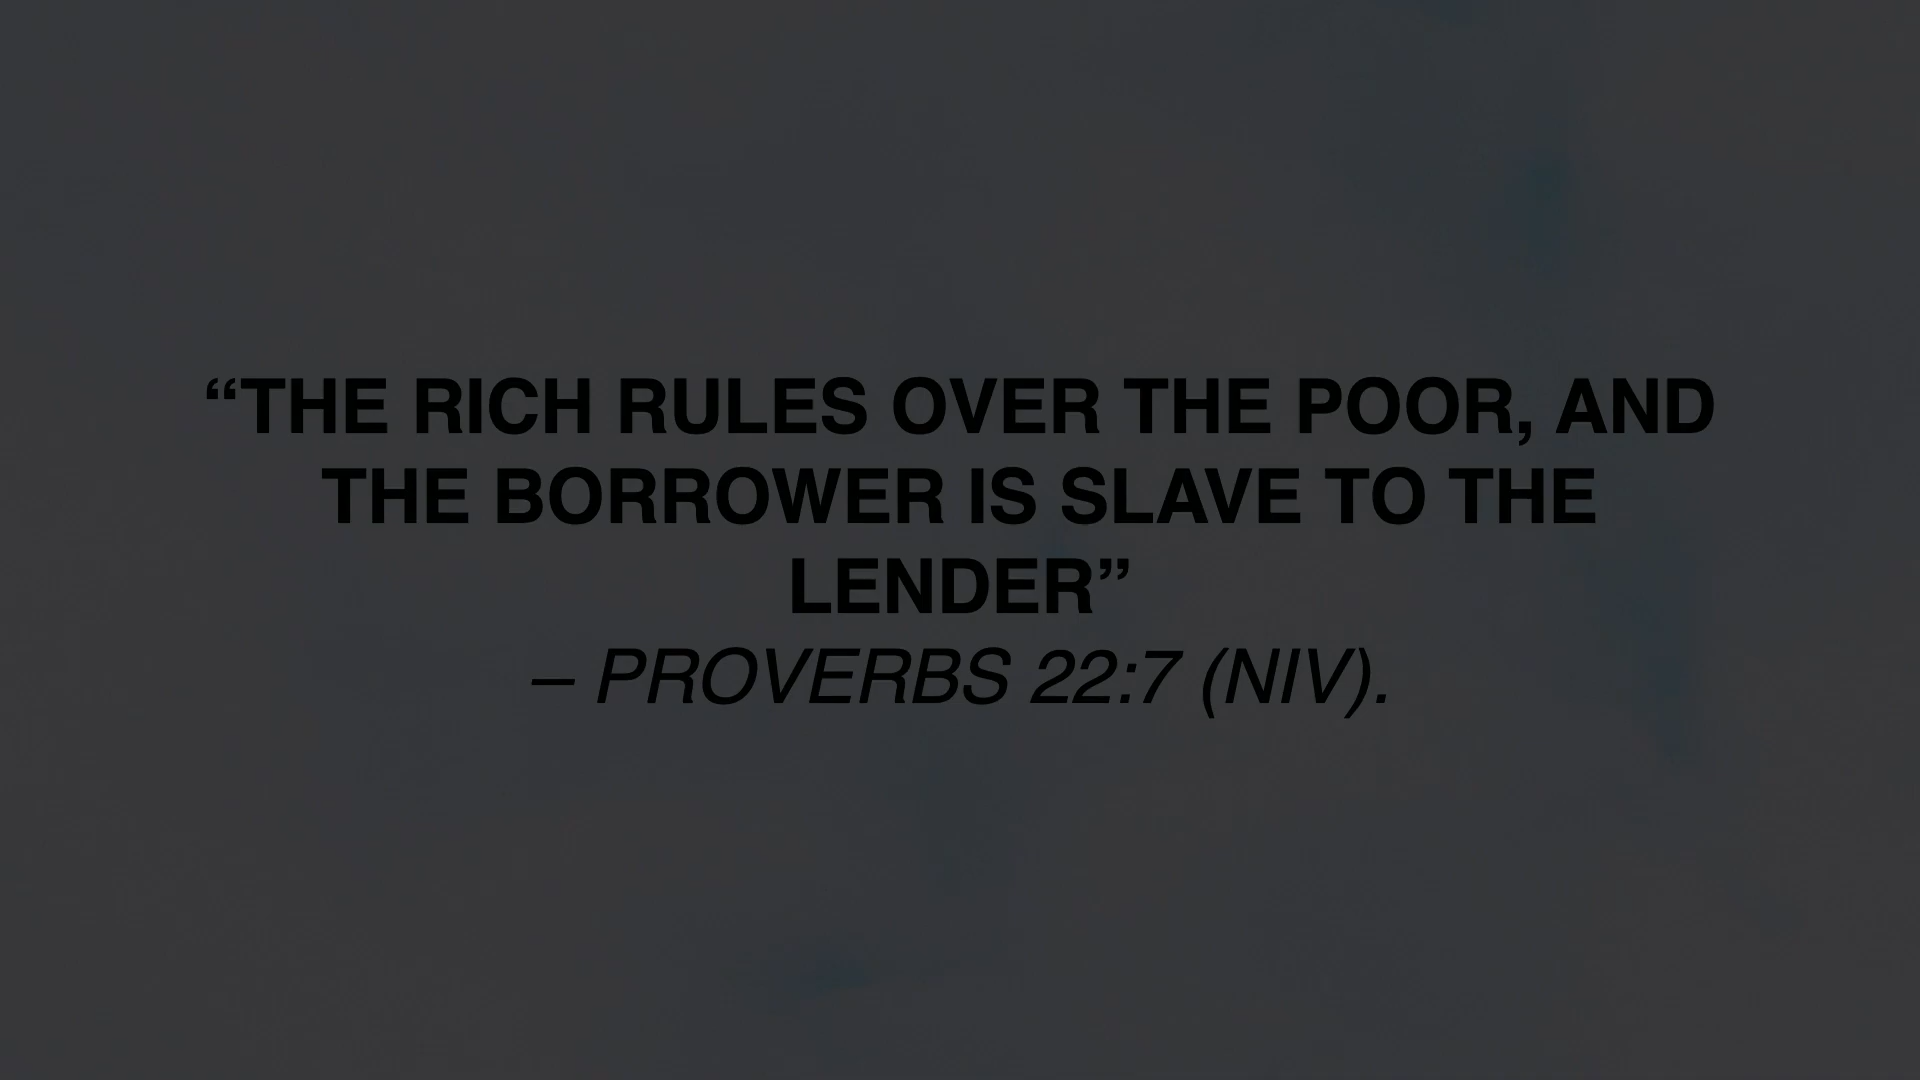 “THE RICH RULES OVER THE POOR, AND
THE BORROWER IS SLAVE TO THE
LENDER”
– PROVERBS 22:7 (NIV).